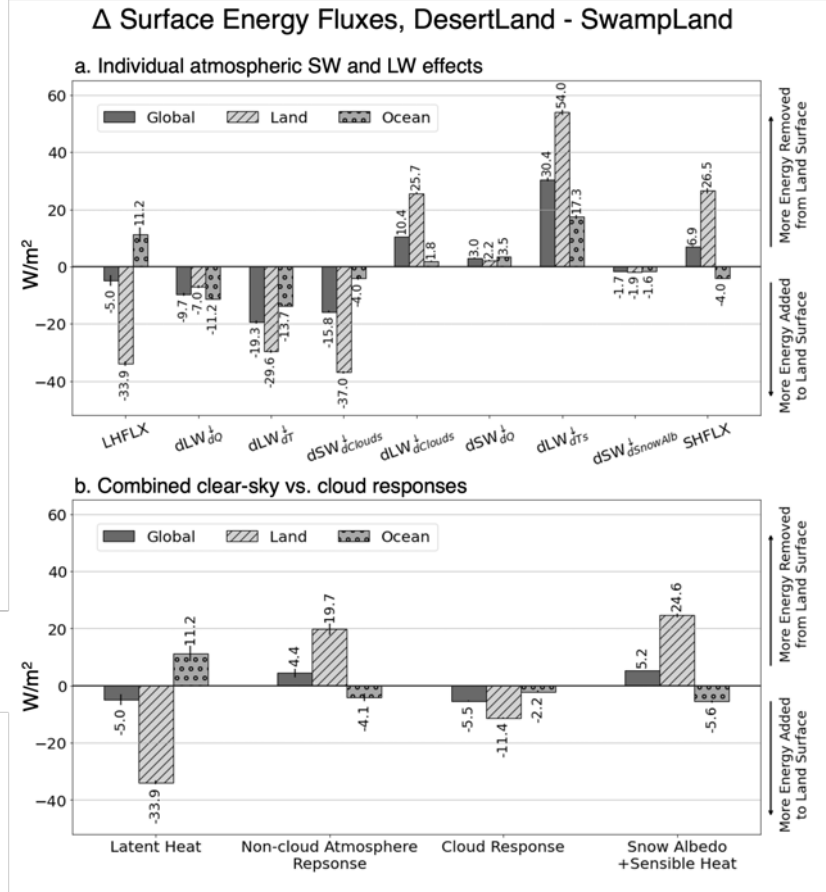 Δ Surface Energy Fluxes, DesertLand - SwampLand
a. Individual atmospheric SW and LW effects
Global Land Ocean
W/m²
60
40
20
0
−20
−40
-5.0 -33.9 11.2
-9.7 -7.0 -11.2
-19.3 -29.6 -13.7
-15.8 -37.0 -4.0
10.4 25.7 1.8
3.0 2.2 3.5
30.4 54.0 17.3
-1.7 -1.9 -1.6
6.9 26.5 -4.0
LHFLX dLW↓dQ dLW↓dT dSW↓dClouds dLW↓dClouds dSW↓dQ dLW↓dTs dSW↓dSnowAlb SHFLX
More Energy Removed
from Land Surface
More Energy Added
to Land Surface
b. Combined clear-sky vs. cloud responses
Global Land Ocean
W/m²
60
40
20
0
−20
−40
-5.0 -33.9 11.2
4.4 19.7 -4.1
-5.5 -11.4 -2.2
5.2 24.6 -5.6
Latent Heat
Non-cloud Atmosphere
Repsonse
Cloud Response
Snow Albedo
+Sensible Heat
More Energy Removed
from Land Surface
More Energy Added
to Land Surface